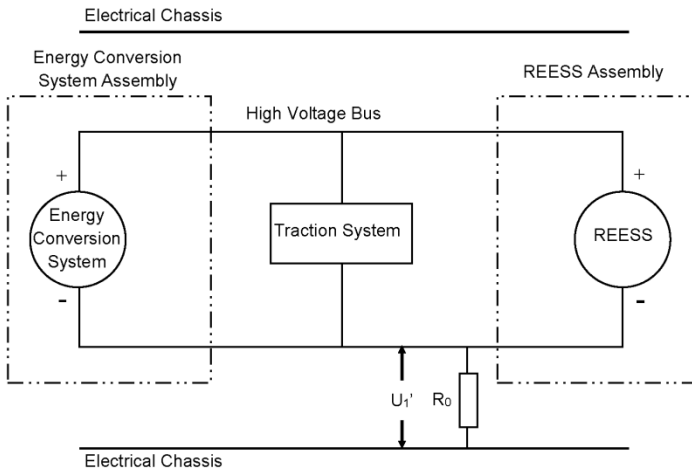 Electrical Chassis
Energy Conversion
System Assembly
REESS Assembly
High Voltage Bus
+
+
Energy
Conversion
System
Traction System
REESS
-
-
U₁'
R₀
Electrical Chassis